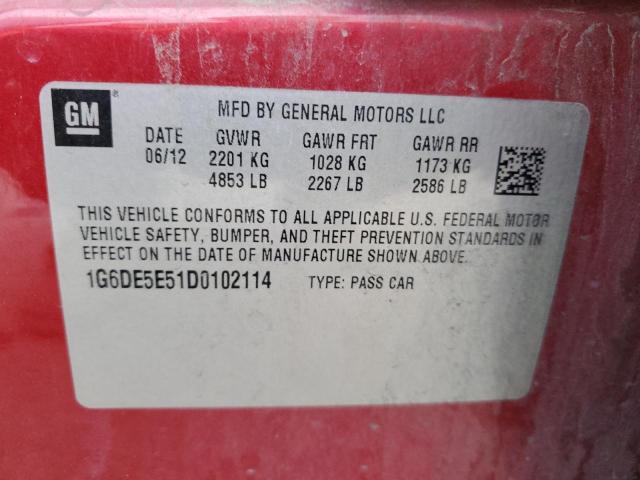 GM®
MFD BY GENERAL MOTORS LLC
DATE GVWR GAWR FRT GAWR RR
06/12 2201 KG 1028 KG 1173 KG
4853 LB 2267 LB 2586 LB
THIS VEHICLE CONFORMS TO ALL APPLICABLE U.S. FEDERAL MOTOR
VEHICLE SAFETY, BUMPER, AND THEFT PREVENTION STANDARDS IN
EFFECT ON THE DATE OF MANUFACTURE SHOWN ABOVE.
1G6DE5E51D0102114 TYPE: PASS CAR